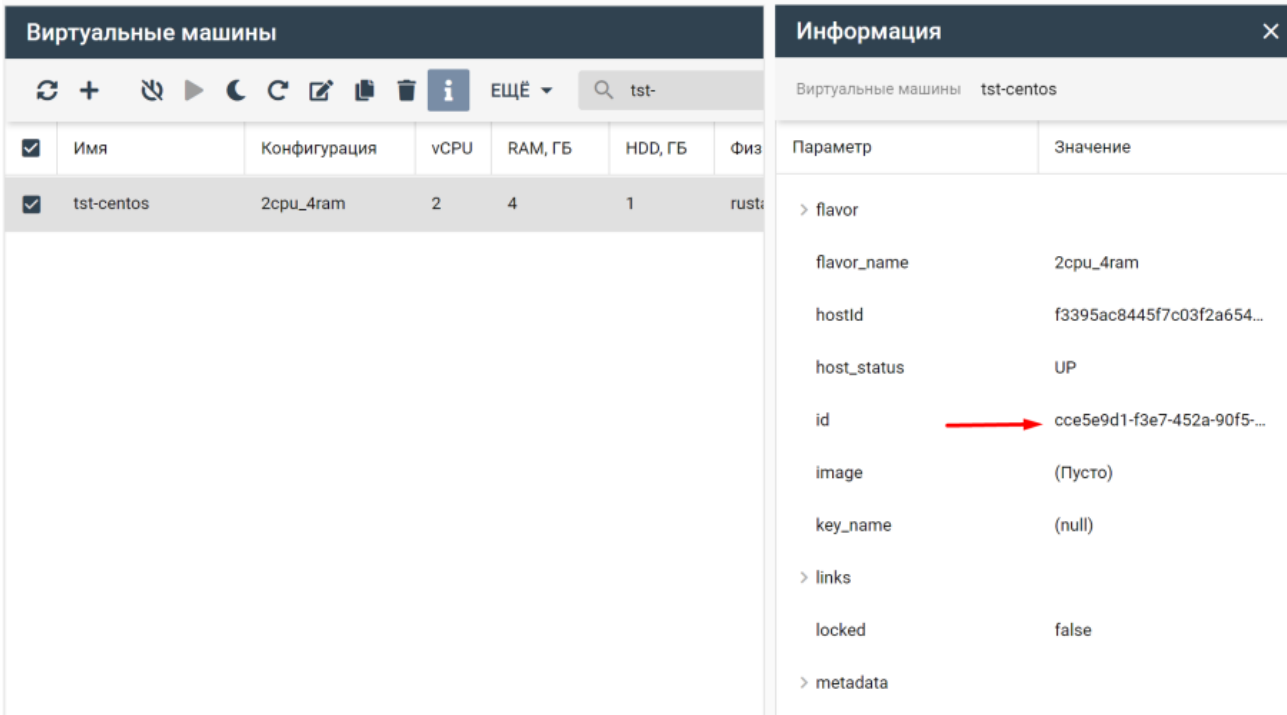 Виртуальные машины
ЕЩЁ
tst-
Имя Конфигурация vCPU RAM, ГБ HDD, ГБ Физ
tst-centos 2cpu_4ram 2 4 1 rusta
Информация
Виртуальные машины tst-centos
Параметр Значение
flavor
flavor_name 2cpu_4ram
hostId f3395ac8445f7c03f2a654...
host_status UP
id cce5e9d1-f3e7-452a-90f5-...
image (Пусто)
key_name (null)
links
locked false
metadata